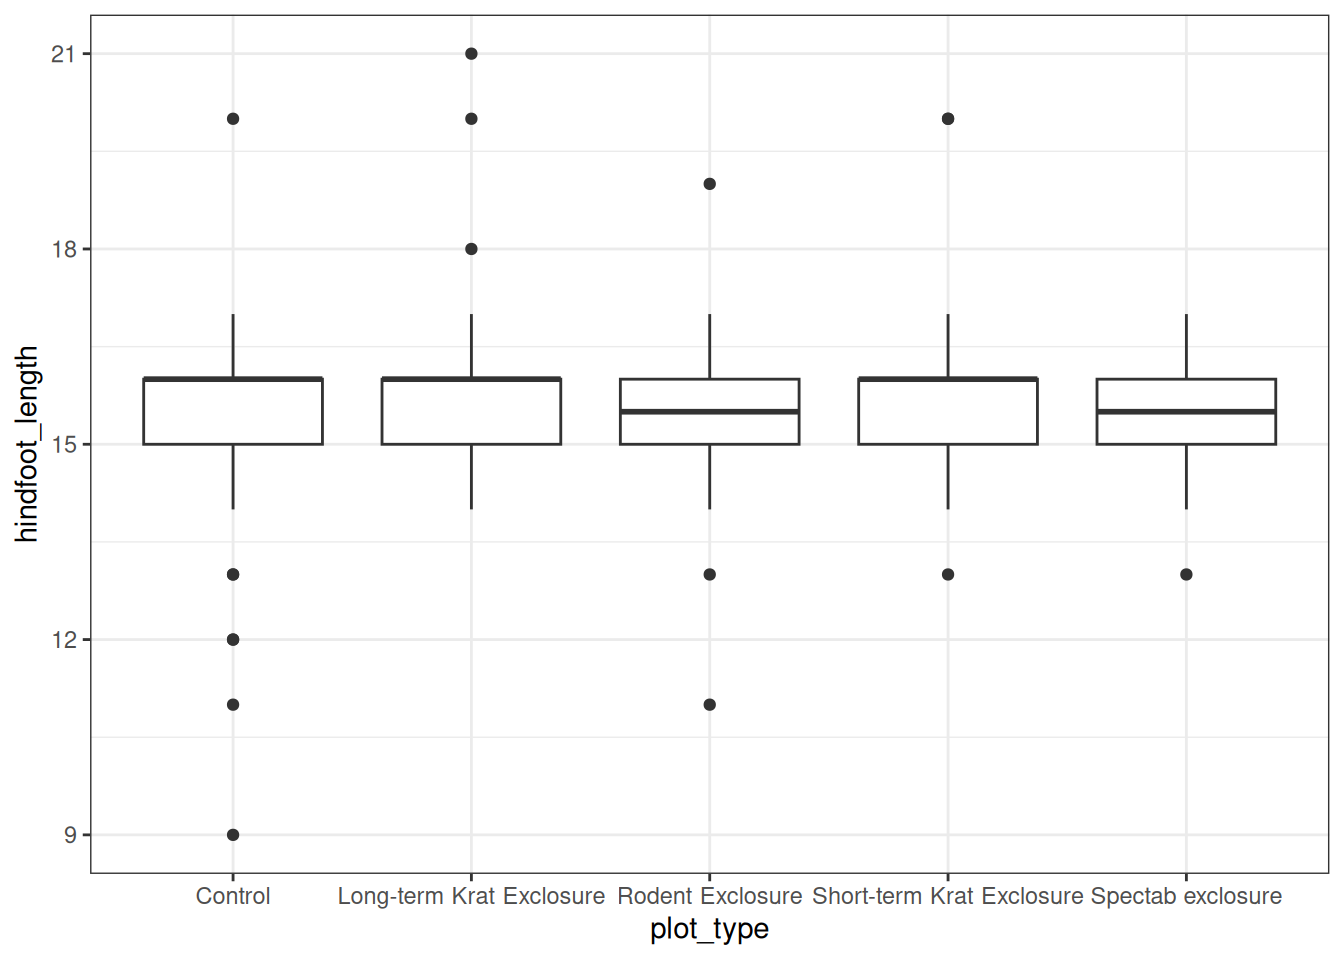 hindfoot_length
21
18
15
12
9
Control Long-term Krat Exclosure Rodent Exclosure Short-term Krat Exclosure Spectab exclosure
plot_type